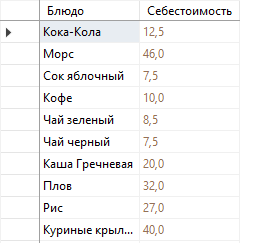 Блюдо Себестоимость
Кока-Кола 12,5
Морс 46,0
Сок яблочный 7,5
Кофе 10,0
Чай зеленый 8,5
Чай черный 7,5
Каша Гречневая 20,0
Плов 32,0
Рис 27,0
Куриные крыл... 40,0